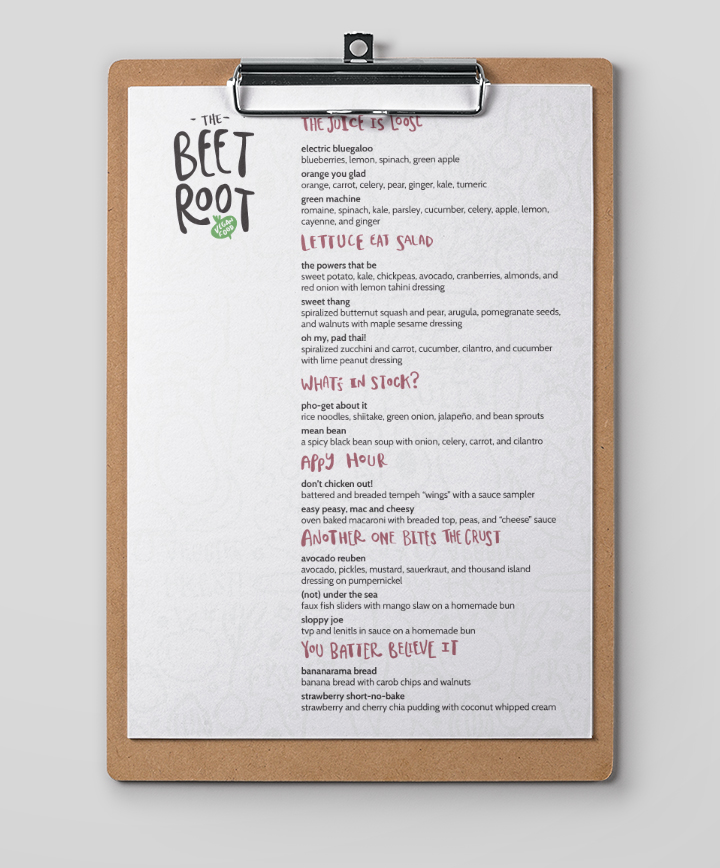 - THE -
BEET
ROOT
VEGAN
FOOD
THE JUICE IS LOOSE
electric bluegaloo
blueberries, lemon, spinach, green apple
orange you glad
orange, carrot, celery, pear, ginger, kale, tumeric
green machine
romaine, spinach, kale, parsley, cucumber, celery, apple, lemon,
cayenne, and ginger
LETTUCE EAT SALAD
the powers that be
sweet potato, kale, chickpeas, avocado, cranberries, almonds, and
red onion with lemon tahini dressing
sweet thang
spiralized butternut squash and pear, arugula, pomegranate seeds,
and walnuts with maple sesame dressing
oh my, pad thai!
spiralized zucchini and carrot, cucumber, cilantro, and cucumber
with lime peanut dressing
WHAT'S IN STOCK?
pho-get about it
rice noodles, shiitake, green onion, jalapeño, and bean sprouts
mean bean
a spicy black bean soup with onion, celery, carrot, and cilantro
APPY HOUR
don't chicken out!
battered and breaded tempeh "wings" with a sauce sampler
easy peasy, mac and cheesy
oven baked macaroni with breaded top, peas, and "cheese" sauce
ANOTHER ONE BITES THE CRUST
avocado reuben
avocado, pickles, mustard, sauerkraut, and thousand island
dressing on pumpernickel
(not) under the sea
faux fish sliders with mango slaw on a homemade bun
sloppy joe
tvp and lenitls in sauce on a homemade bun
YOU BATTER BELIEVE IT
bananarama bread
banana bread with carob chips and walnuts
strawberry short-no-bake
strawberry and cherry chia pudding with coconut whipped cream